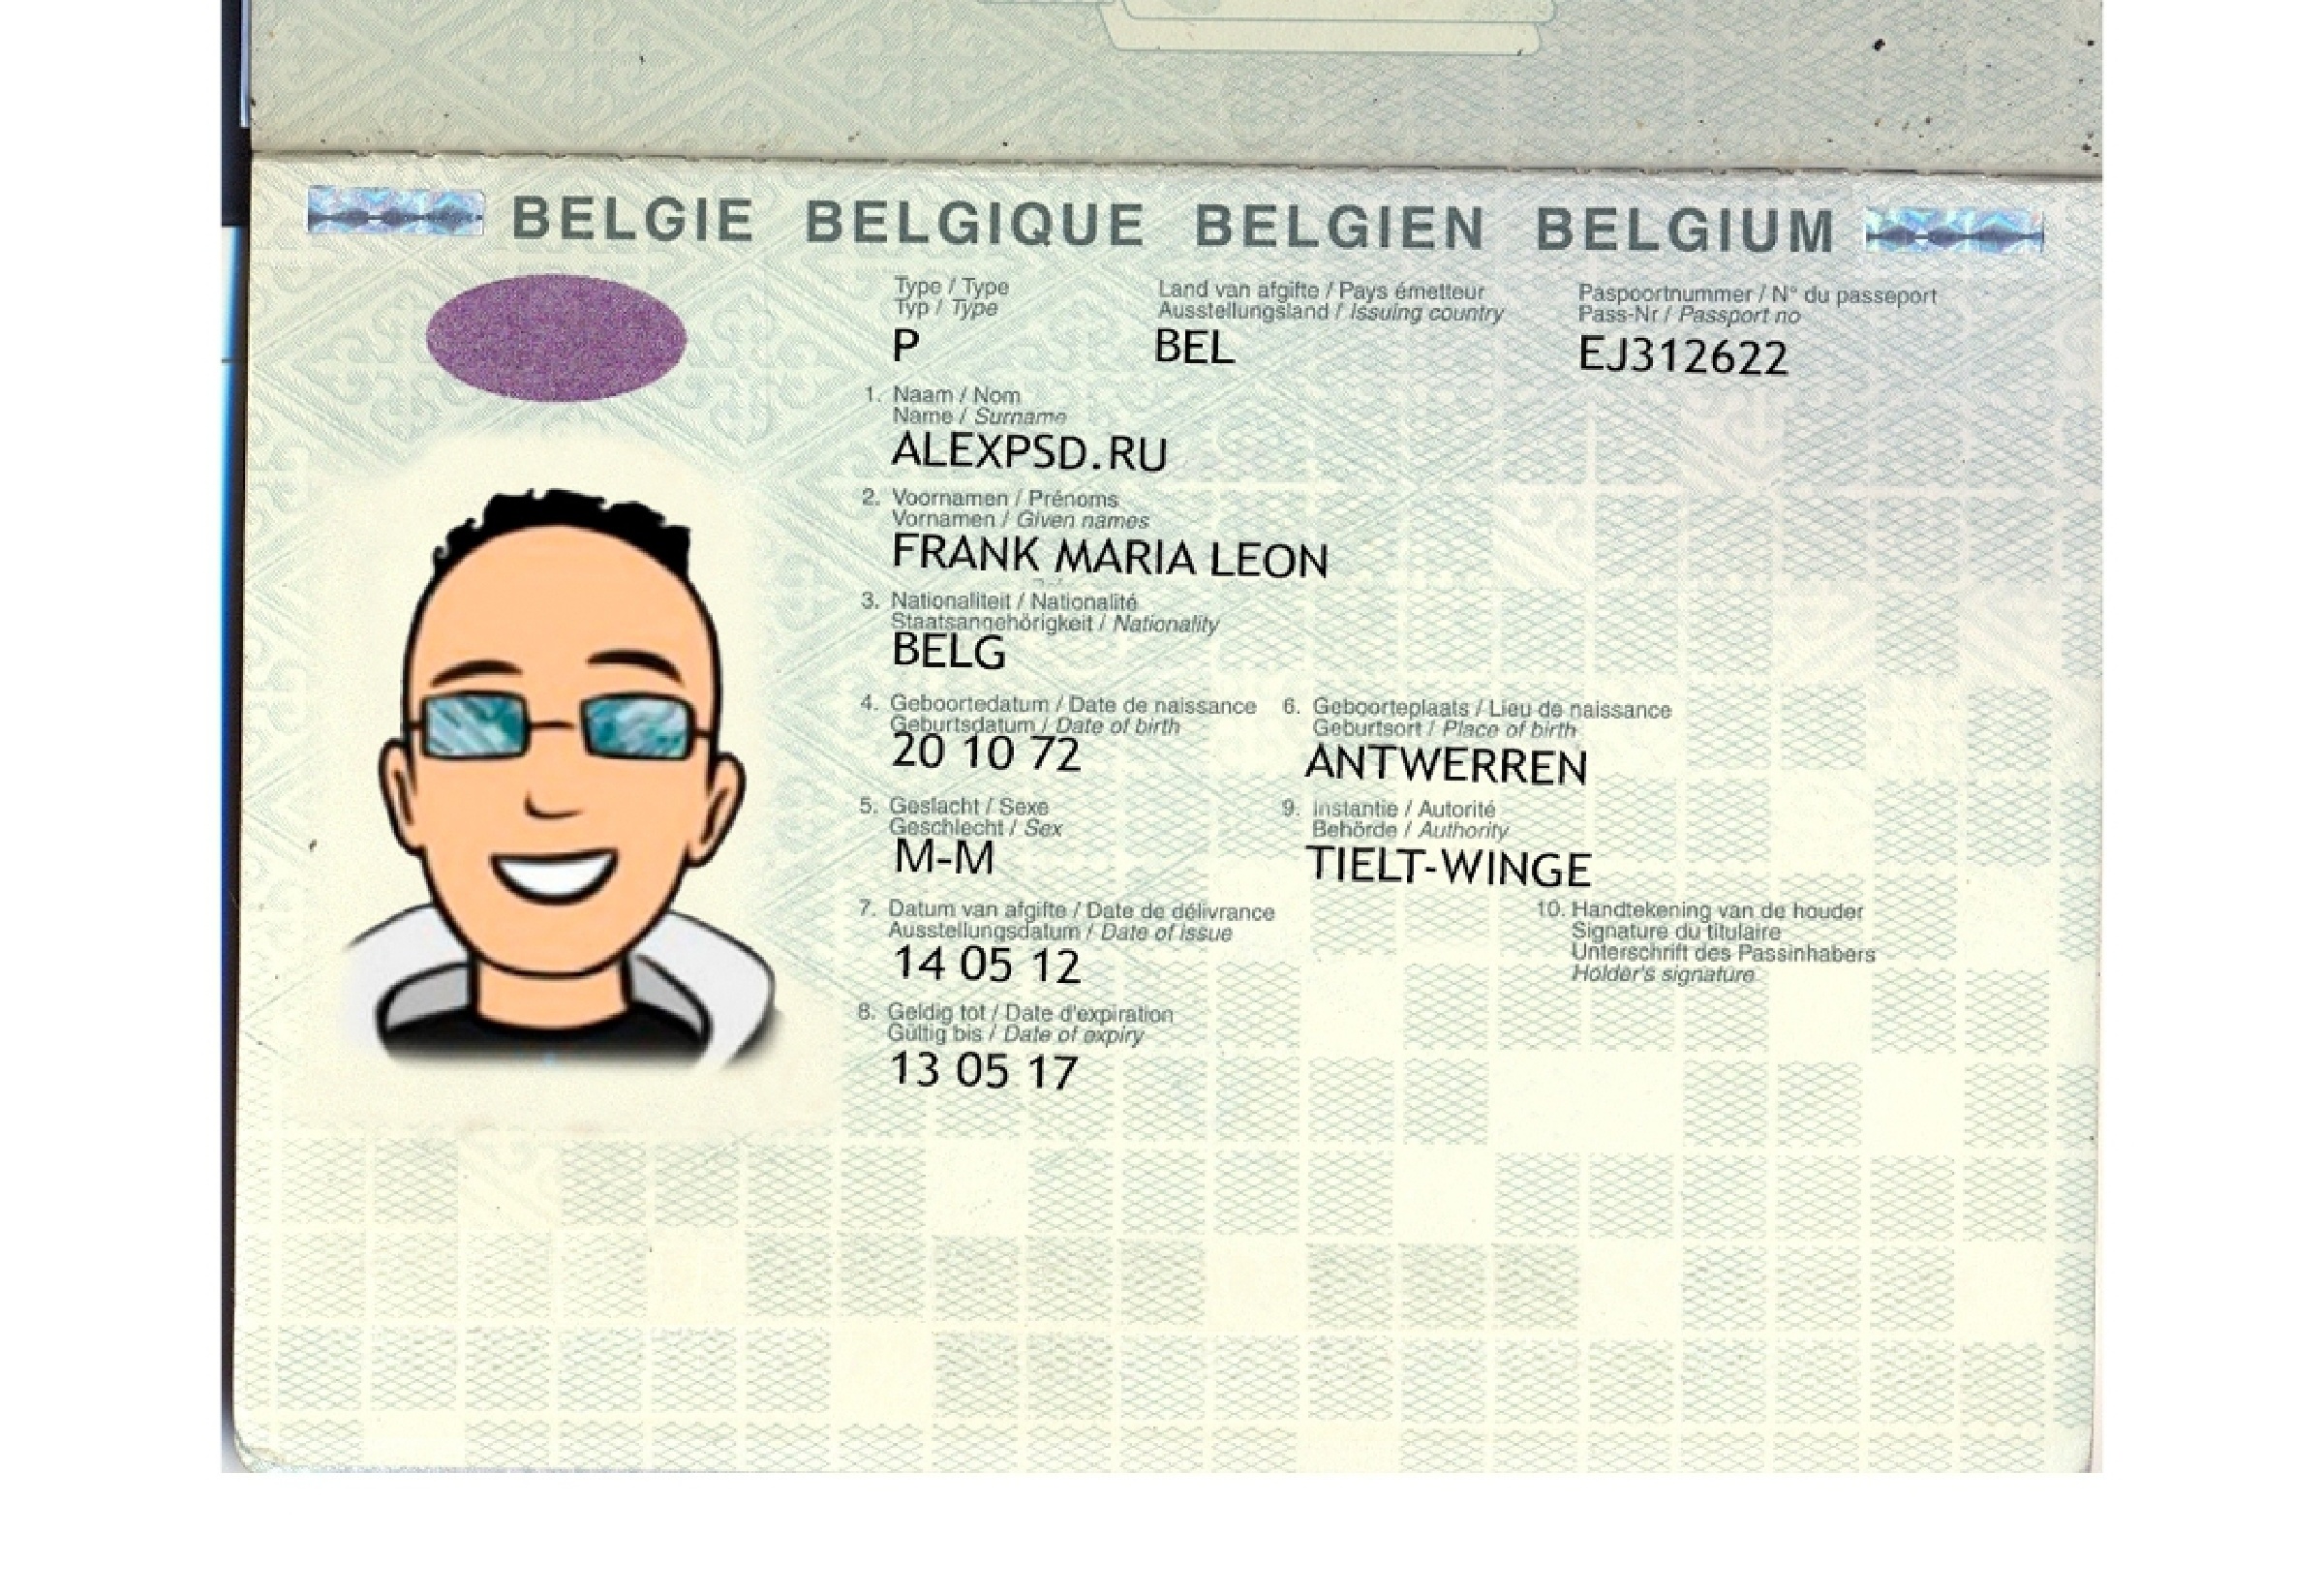 BELGIE BELGIQUE BELGIEN BELGIUM
Type / Type
Typ / Type
P
Land van afgifte / Pays émetteur
Ausstellungsland / Issuing country
BEL
Paspoortnummer / N° du passeport
Pass-Nr / Passport no
EJ312622
1. Naam / Nom
Name / Surname
ALEXPSD.RU
2. Voornamen / Prénoms
Vornamen / Given names
FRANK MARIA LEON
3. Nationaliteit / Nationalité
Staatsangehörigkeit / Nationality
BELG
4. Geboortedatum / Date de naissance
Geburtsdatum / Date of birth
20 10 72
6. Geboorteplaats / Lieu de naissance
Geburtsort / Place of birth
ANTWERREN
5. Geslacht / Sexe
Geschlecht / Sex
M-M
9. Instantie / Autorité
Behörde / Authority
TIELT-WINGE
7. Datum van afgifte / Date de délivrance
Ausstellungsdatum / Date of issue
14 05 12
10. Handtekening van de houder
Signature du titulaire
Unterschrift des Passinhabers
Holder's signature
8. Geldig tot / Date d'expiration
Gültig bis / Date of expiry
13 05 17